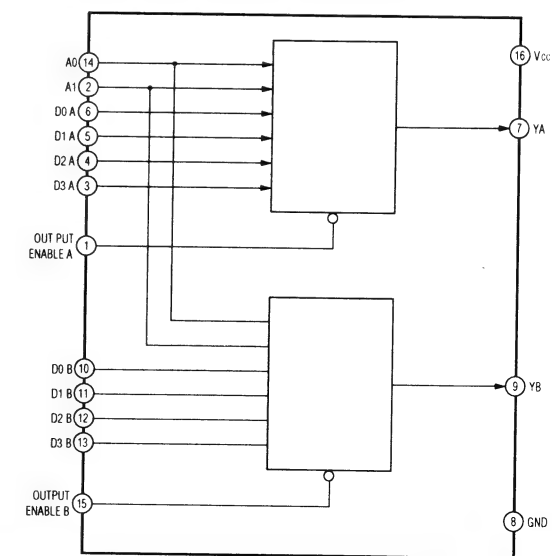 A0 14
A1 2
D0 A 6
D1 A 5
D2 A 4
D3 A 3
OUT PUT
ENABLE A
1
16 VCC
7 YA
D0 B 10
D1 B 11
D2 B 12
D3 B 13
9 YB
OUTPUT
ENABLE B
15
8 GND